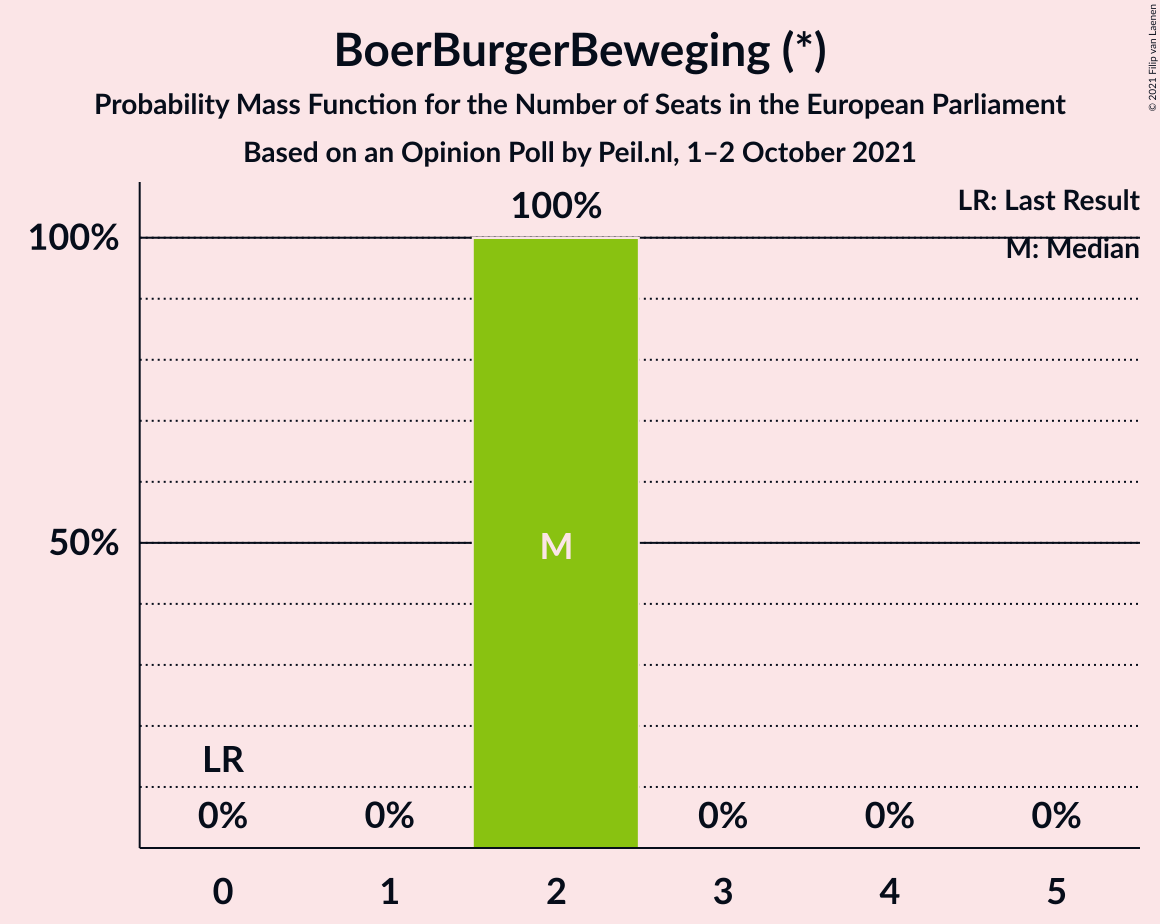 BoerBurgerBeweging (*)
Probability Mass Function for the Number of Seats in the European Parliament
Based on an Opinion Poll by Peil.nl, 1–2 October 2021
© 2021 Filip van Laenen
LR: Last Result
M: Median
100%
100%
50%
M
LR
0%
0%
0%
0%
0%
0
1
2
3
4
5